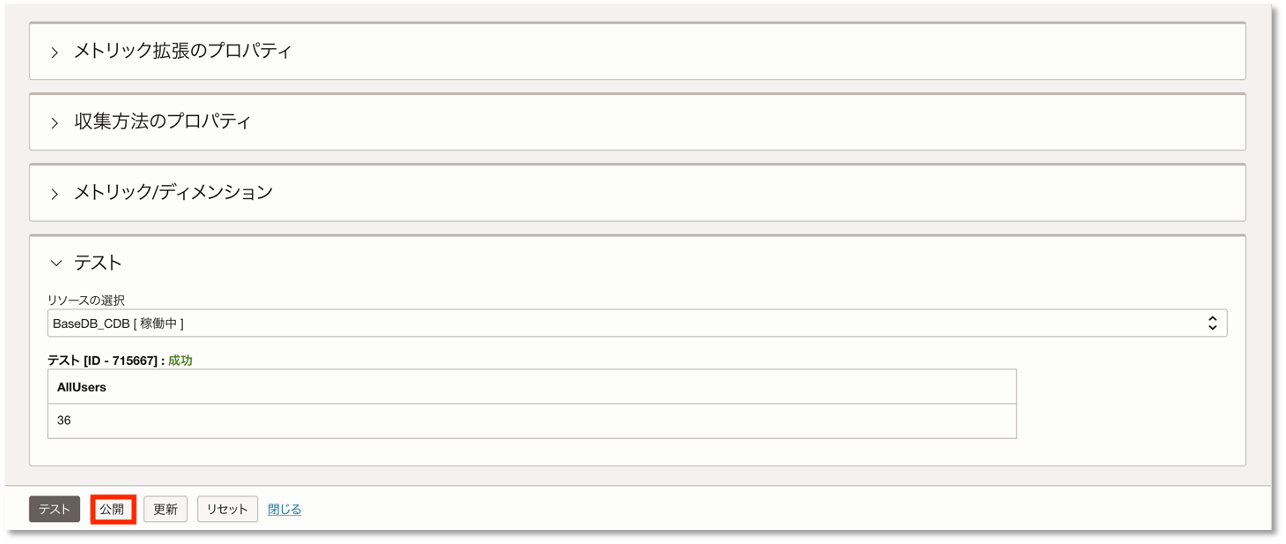 メトリック拡張のプロパティ
収集方法のプロパティ
メトリック/ディメンション
テスト
リソースの選択
BaseDB_CDB [ 稼働中 ]
テスト [ID - 715667] : 成功
AllUsers
36
テスト 公開 更新 リセット 閉じる